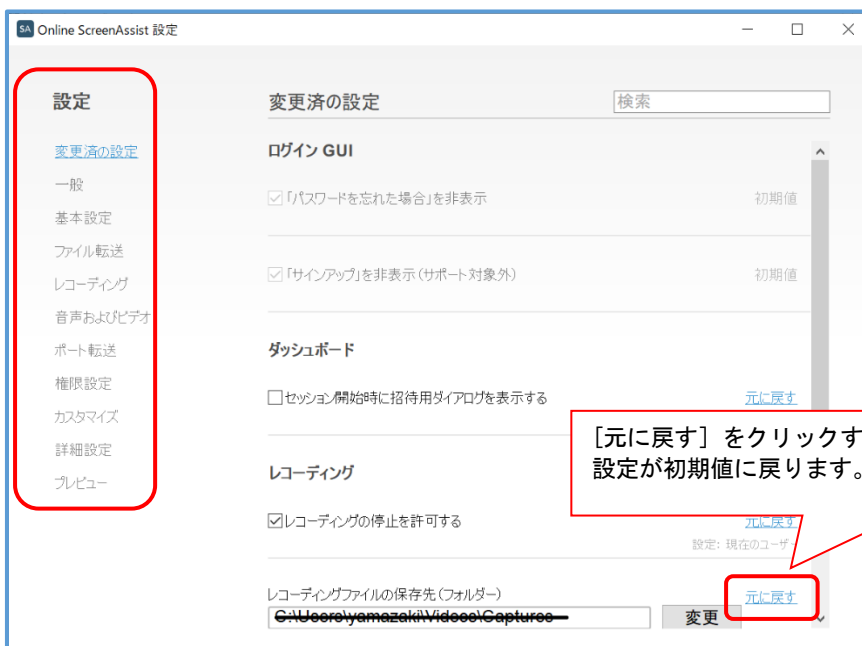 SA Online ScreenAssist 設定
設定
変更済の設定
一般
基本設定
ファイル転送
レコーディング
音声およびビデオ
ポート転送
権限設定
カスタマイズ
詳細設定
プレビュー
変更済の設定
検索
ログイン GUI
「パスワードを忘れた場合」を非表示
初期値
「サインアップ」を非表示(サポート対象外)
初期値
ダッシュボード
セッション開始時に招待用ダイアログを表示する
元に戻す
[元に戻す] をクリックす
設定が初期値に戻ります。
レコーディング
レコーディングの停止を許可する
元に戻す
設定: 現在のユーザー
レコーディングファイルの保存先(フォルダー)
元に戻す
C:\Users\yamazaki\Videos\Captures
変更